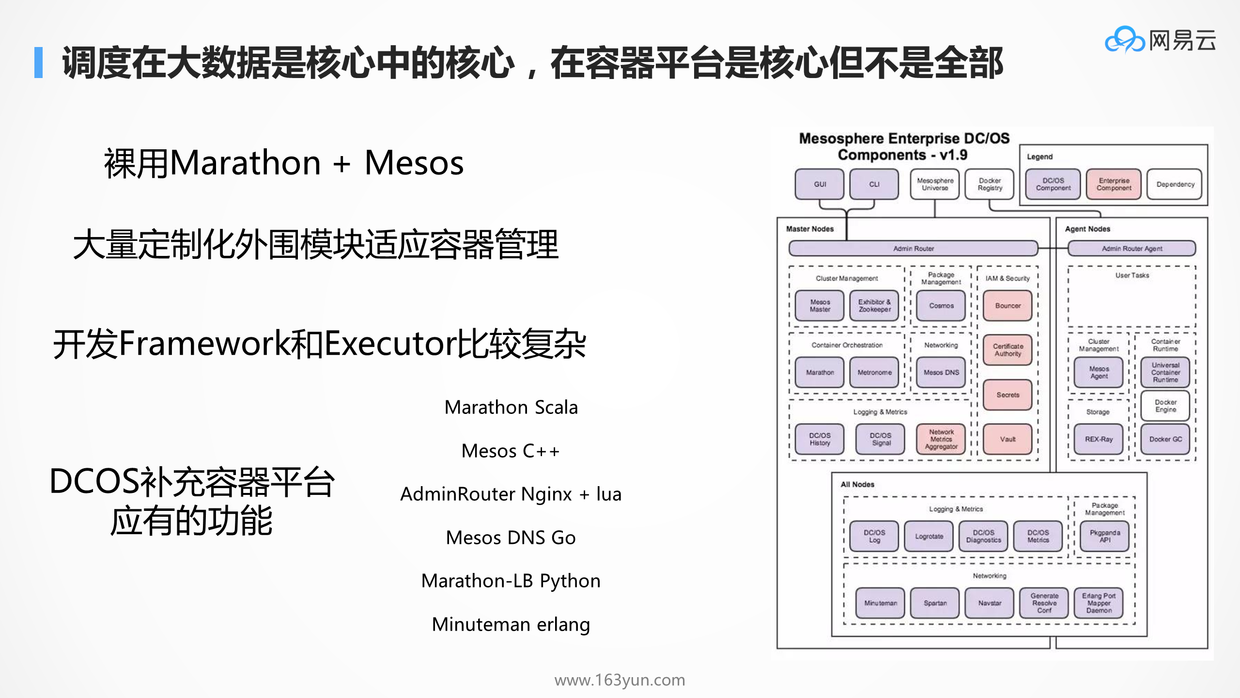 调度在大数据是核心中的核心，在容器平台是核心但不是全部
网易云
裸用Marathon + Mesos
大量定制化外围模块适应容器管理
开发Framework和Executor比较复杂
DCOS补充容器平台
应有的功能
Marathon Scala
Mesos C++
AdminRouter Nginx + lua
Mesos DNS Go
Marathon-LB Python
Minuteman erlang
Mesosphere Enterprise DC/OS
Components - v1.9
Legend
DC/OS
Component
Enterprise
Component
Dependency
GUI
CLI
Mesosphere
Universe
Docker
Registry
Master Nodes
Admin Router
Cluster Management
Mesos
Master
Exhibitor &
Zookeeper
Package
Management
Cosmos
IAM & Security
Bouncer
Certificate
Authority
Secrets
Vault
Container Orchestration
Marathon
Metronome
Networking
Mesos DNS
Logging & Metrics
DC/OS
History
DC/OS
Signal
Network
Metrics
Aggregator
Agent Nodes
Admin Router Agent
User Tasks
Cluster
Management
Mesos
Agent
Container
Runtime
Universal
Container
Runtime
Docker
Engine
Docker GC
Storage
REX-Ray
All Nodes
Logging & Metrics
DC/OS
Log
Logrotate
DC/OS
Diagnostics
DC/OS
Metrics
Package
Management
Pkgpanda
API
Networking
Minuteman
Spartan
Navstar
Generate
Resolve
Conf
Erlang Port
Mapper
Daemon
www.163yun.com